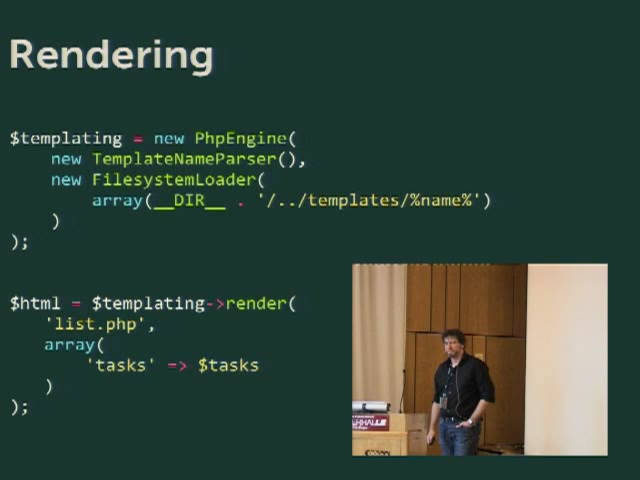 Rendering
$templating = new PhpEngine(
new TemplateNameParser(),
new FilesystemLoader(
array(__DIR__ . '/../templates/%name%')
)
);
$html = $templating->render(
'list.php',
array(
'tasks' => $tasks
)
);